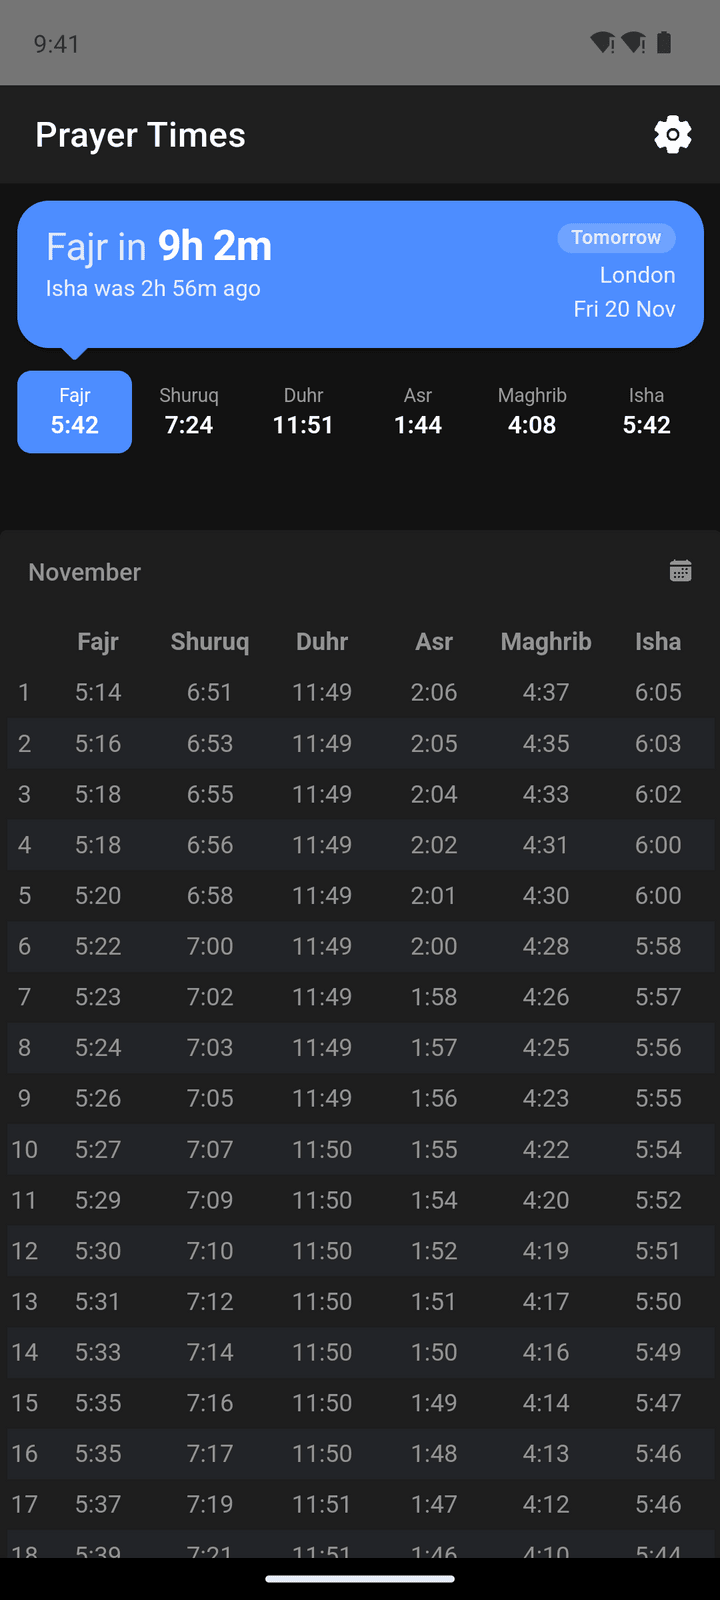 9:41
Prayer Times
Fajr in 9h 2m
Isha was 2h 56m ago
Tomorrow
London
Fri 20 Nov
Fajr Shuruq Duhr Asr Maghrib Isha
5:42 7:24 11:51 1:44 4:08 5:42
November
Fajr Shuruq Duhr Asr Maghrib Isha
1 5:14 6:51 11:49 2:06 4:37 6:05
2 5:16 6:53 11:49 2:05 4:35 6:03
3 5:18 6:55 11:49 2:04 4:33 6:02
4 5:18 6:56 11:49 2:02 4:31 6:00
5 5:20 6:58 11:49 2:01 4:30 6:00
6 5:22 7:00 11:49 2:00 4:28 5:58
7 5:23 7:02 11:49 1:58 4:26 5:57
8 5:24 7:03 11:49 1:57 4:25 5:56
9 5:26 7:05 11:49 1:56 4:23 5:55
10 5:27 7:07 11:50 1:55 4:22 5:54
11 5:29 7:09 11:50 1:54 4:20 5:52
12 5:30 7:10 11:50 1:52 4:19 5:51
13 5:31 7:12 11:50 1:51 4:17 5:50
14 5:33 7:14 11:50 1:50 4:16 5:49
15 5:35 7:16 11:50 1:49 4:14 5:47
16 5:35 7:17 11:50 1:48 4:13 5:46
17 5:37 7:19 11:51 1:47 4:12 5:46
18 5:39 7:21 11:51 1:46 4:10 5:44